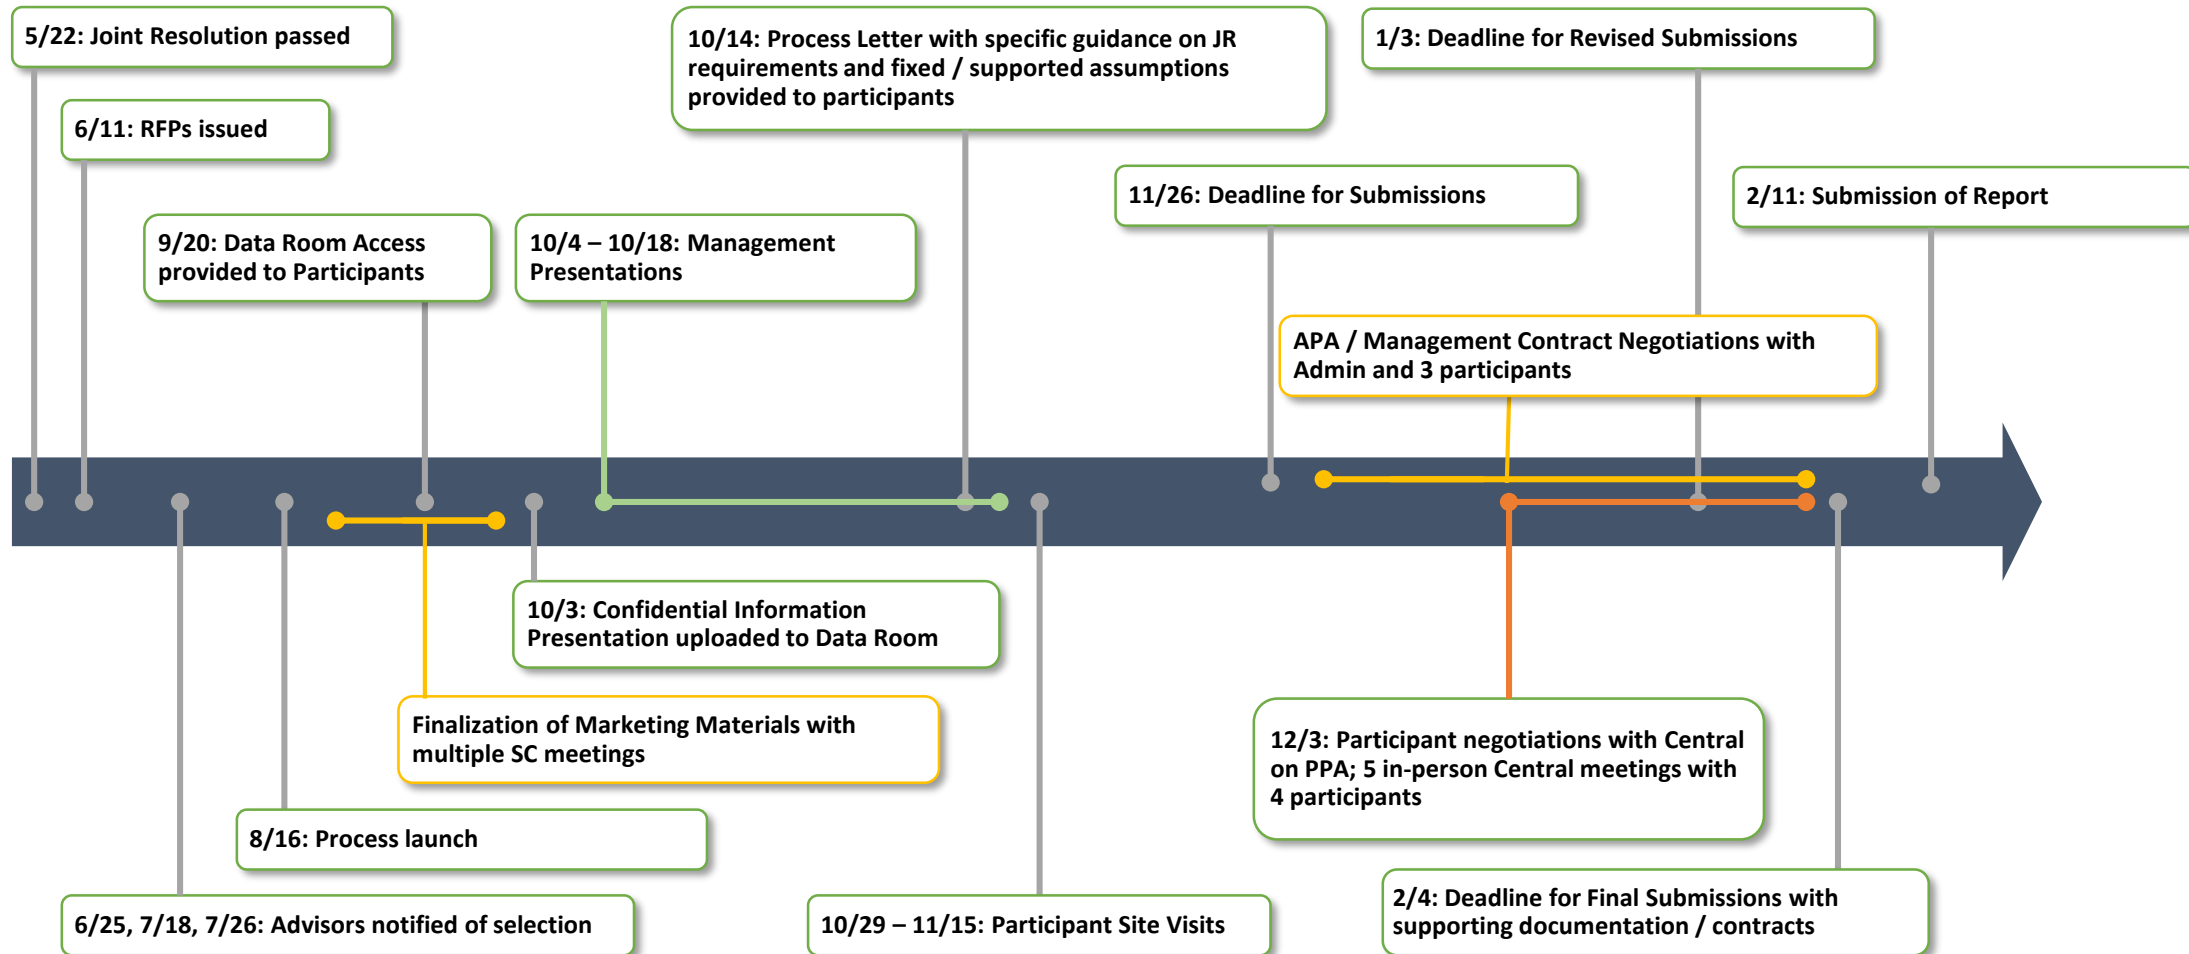 5/22: Joint Resolution passed
6/11: RFPs issued
9/20: Data Room Access
provided to Participants
10/4 – 10/18: Management
Presentations
10/14: Process Letter with specific guidance on JR
requirements and fixed / supported assumptions
provided to participants
11/26: Deadline for Submissions
1/3: Deadline for Revised Submissions
2/11: Submission of Report
APA / Management Contract Negotiations with
Admin and 3 participants
10/3: Confidential Information
Presentation uploaded to Data Room
Finalization of Marketing Materials with
multiple SC meetings
8/16: Process launch
6/25, 7/18, 7/26: Advisors notified of selection
10/29 – 11/15: Participant Site Visits
12/3: Participant negotiations with Central
on PPA; 5 in-person Central meetings with
4 participants
2/4: Deadline for Final Submissions with
supporting documentation / contracts